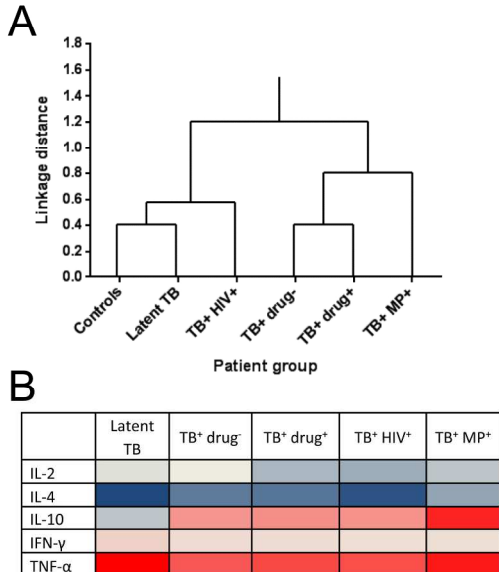 A
1.8
1.6
1.4
1.2
1.0
0.8
0.6
0.4
0.2
0.0
Linkage distance
Controls
Latent TB
TB+ HIV+
TB+ drug-
TB+ drug+
TB+ MP+
Patient group
B
Latent TB TB⁺ drug⁻ TB⁺ drug⁺ TB⁺ HIV⁺ TB⁺ MP⁺
IL-2
IL-4
IL-10
IFN-γ
TNF-α